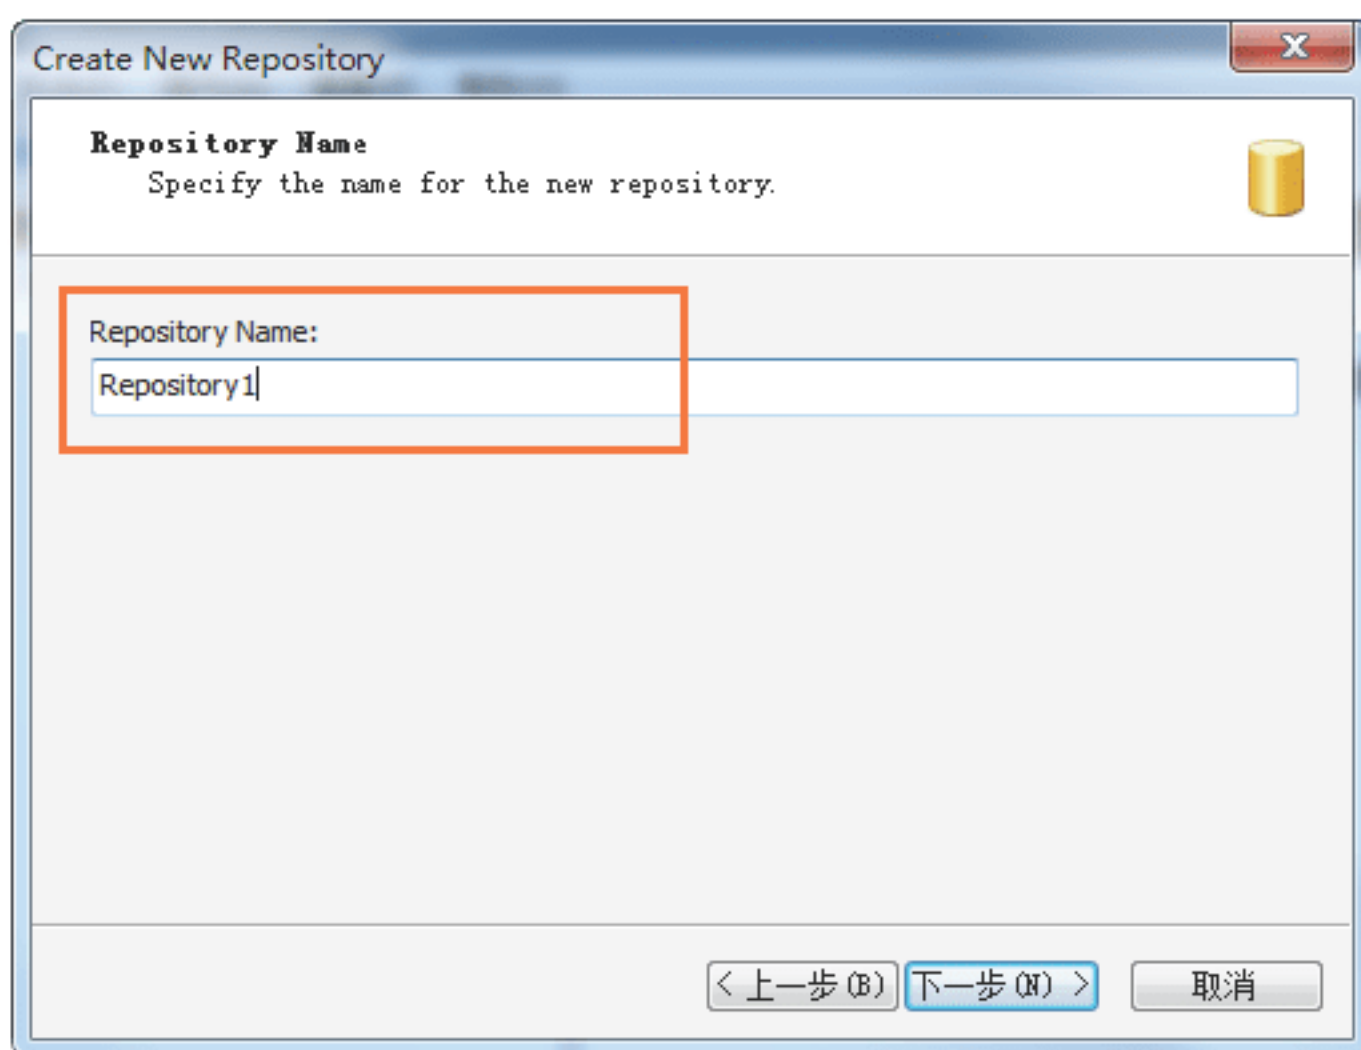 Create New Repository
Repository Name
Specify the name for the new repository.
Repository Name:
Repository1
< 上一步(B) 下一步(N) > 取消